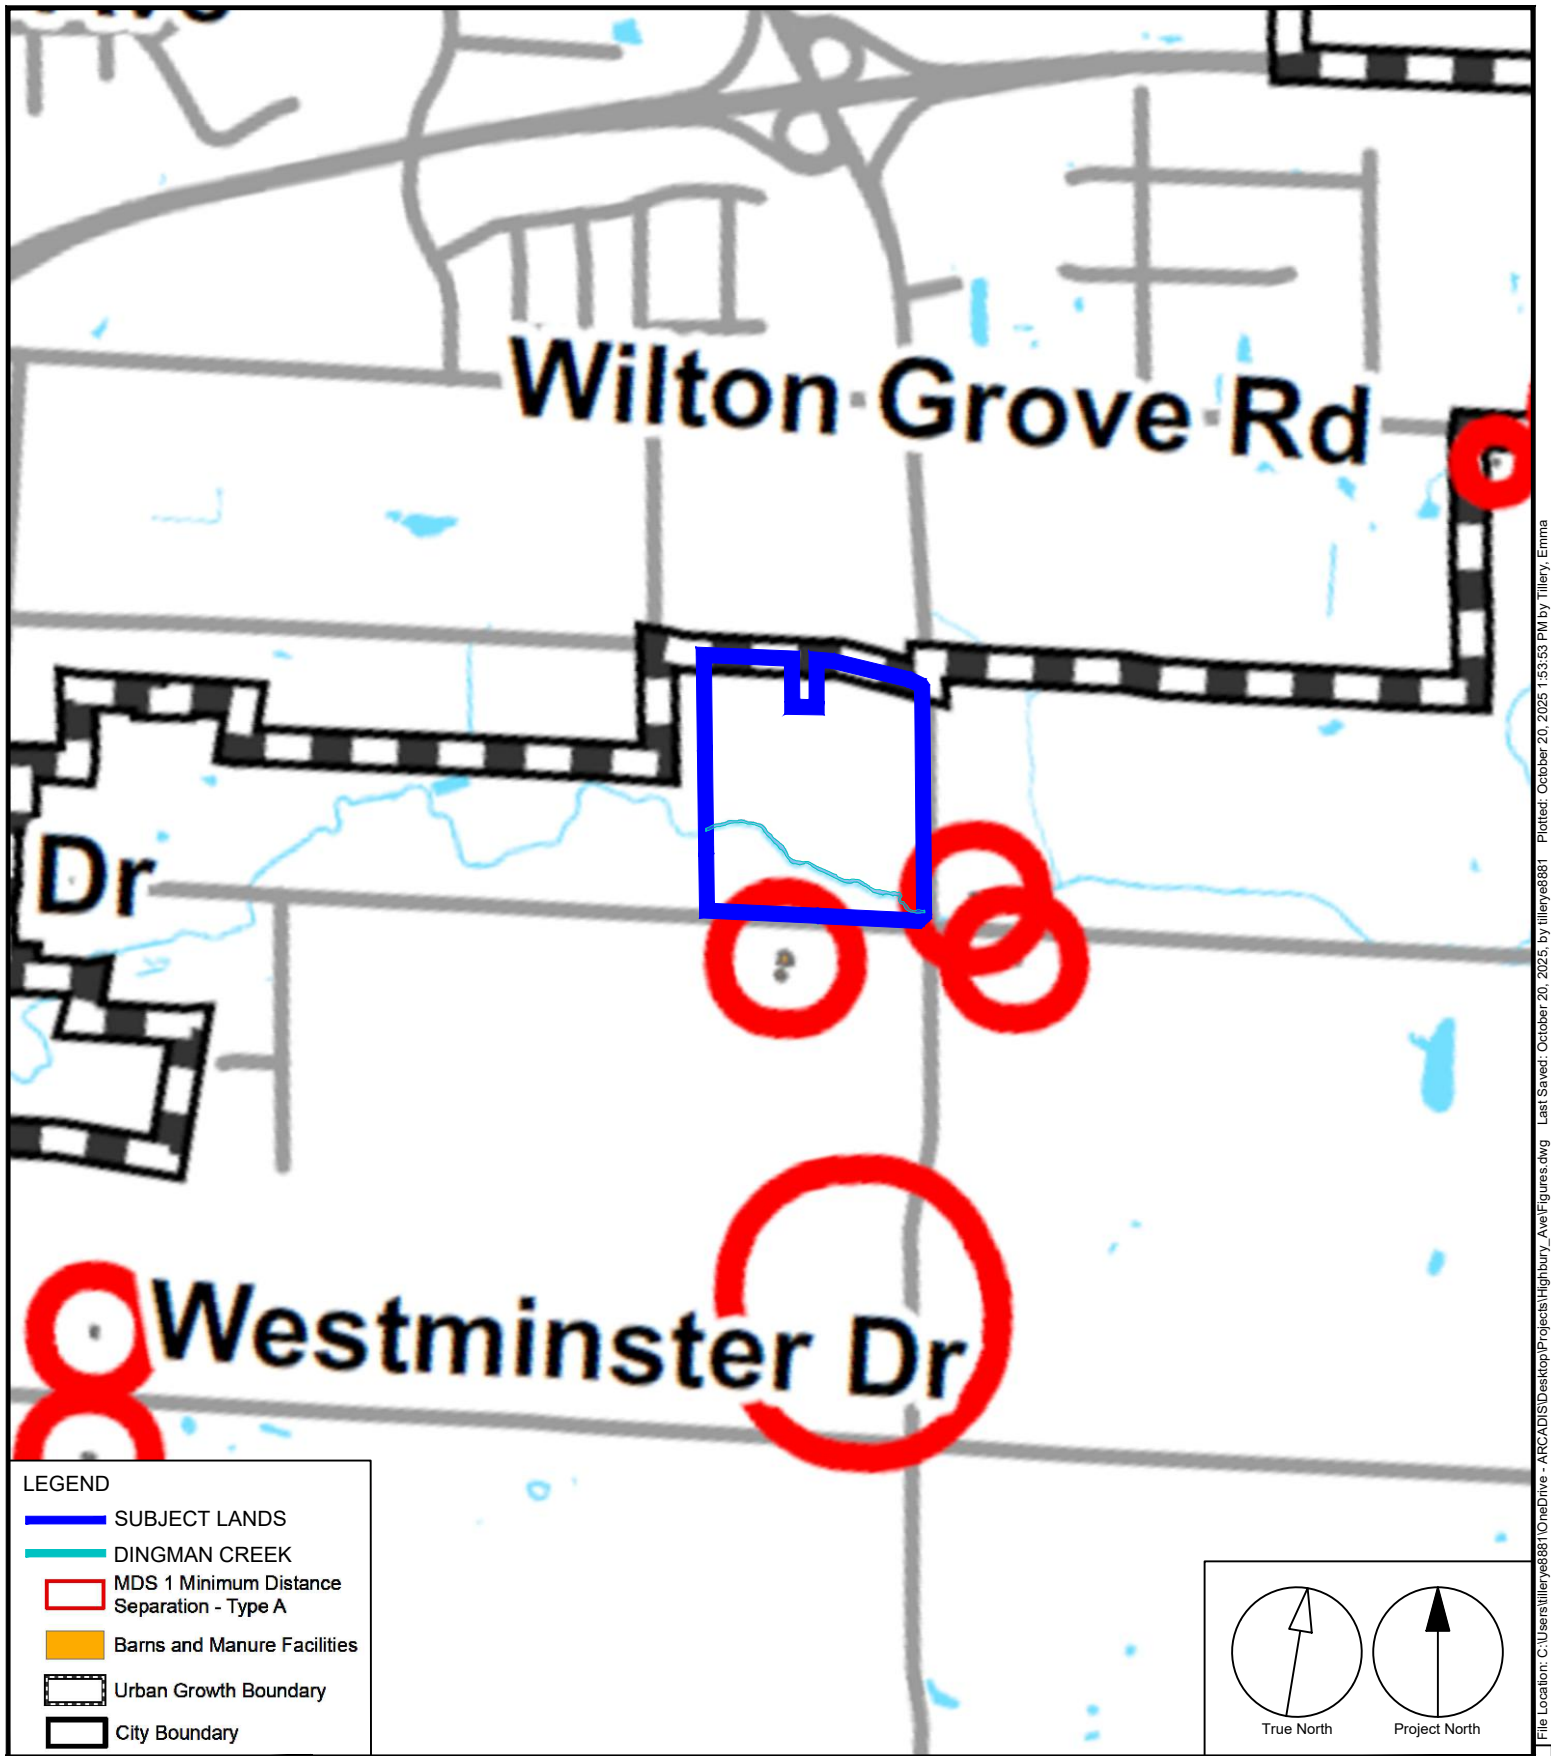 Wilton Grove Rd
Dr
Westminster Dr
LEGEND
SUBJECT LANDS
DINGMAN CREEK
MDS 1 Minimum Distance
Separation - Type A
Barns and Manure Facilities
Urban Growth Boundary
City Boundary
True North
Project North
File Location: C:\Users\tillerye8881\OneDrive - ARCADIS\Desktop\Projects\Highbury_Ave\Figures.dwg Last Saved: October 20, 2025, by tillerye8881 Plotted: October 20, 2025 1:53:53 PM by Tillery, Emma